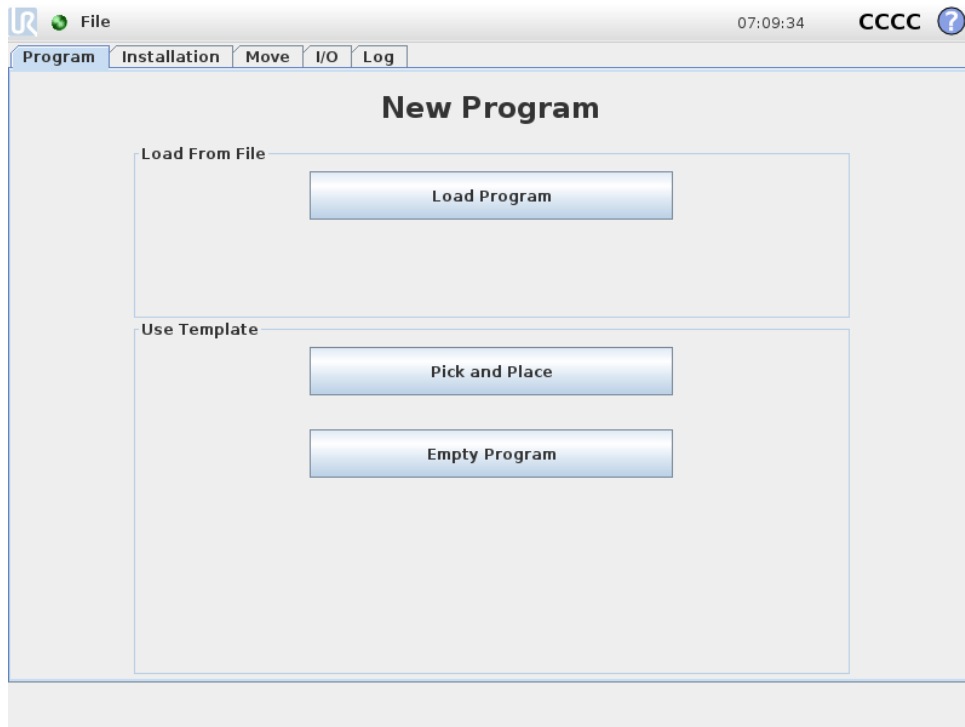 UR File 07:09:34 CCCC ?
Program Installation Move I/O Log
New Program
Load From File
Load Program
Use Template
Pick and Place
Empty Program